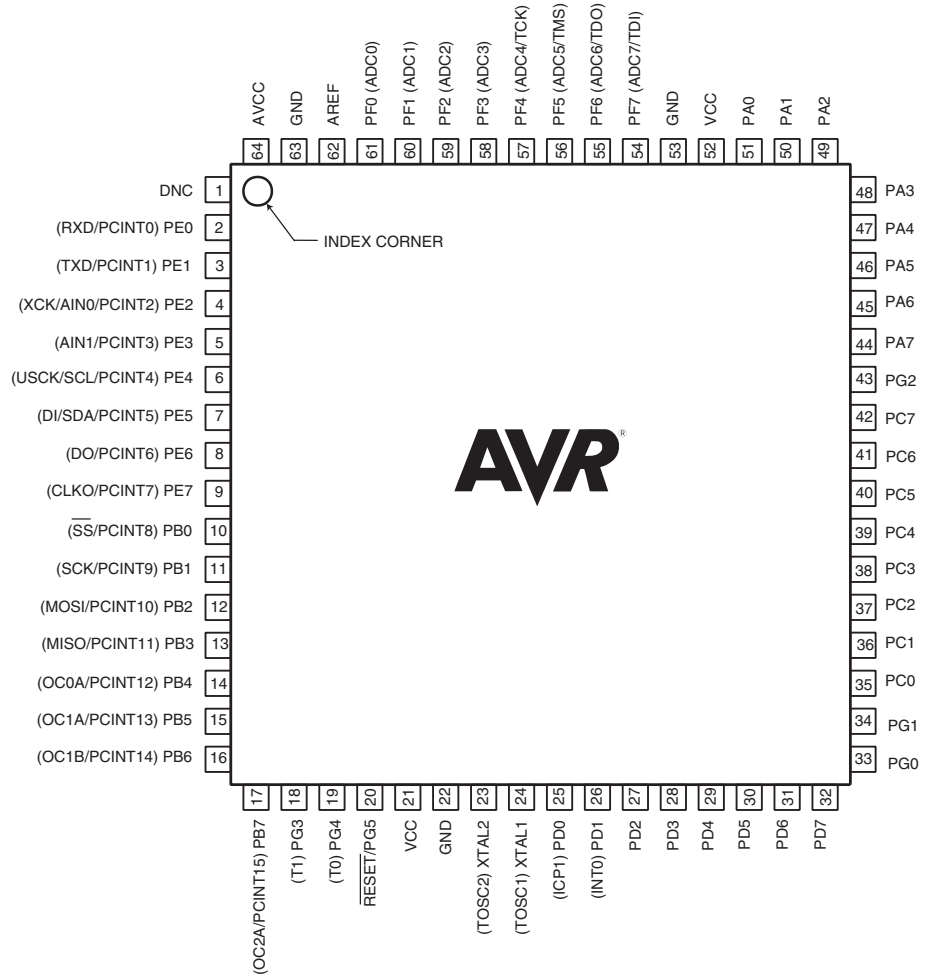 AVCC
GND
AREF
PF0 (ADC0)
PF1 (ADC1)
PF2 (ADC2)
PF3 (ADC3)
PF4 (ADC4/TCK)
PF5 (ADC5/TMS)
PF6 (ADC6/TDO)
PF7 (ADC7/TDI)
GND
VCC
PA0
PA1
PA2
64
63
62
61
60
59
58
57
56
55
54
53
52
51
50
49
DNC 1
(RXD/PCINT0) PE0 2
(TXD/PCINT1) PE1 3
(XCK/AIN0/PCINT2) PE2 4
(AIN1/PCINT3) PE3 5
(USCK/SCL/PCINT4) PE4 6
(DI/SDA/PCINT5) PE5 7
(DO/PCINT6) PE6 8
(CLKO/PCINT7) PE7 9
(SS/PCINT8) PB0 10
(SCK/PCINT9) PB1 11
(MOSI/PCINT10) PB2 12
(MISO/PCINT11) PB3 13
(OC0A/PCINT12) PB4 14
(OC1A/PCINT13) PB5 15
(OC1B/PCINT14) PB6 16
INDEX CORNER
AVR®
48 PA3
47 PA4
46 PA5
45 PA6
44 PA7
43 PG2
42 PC7
41 PC6
40 PC5
39 PC4
38 PC3
37 PC2
36 PC1
35 PC0
34 PG1
33 PG0
17
18
19
20
21
22
23
24
25
26
27
28
29
30
31
32
(OC2A/PCINT15) PB7
(T1) PG3
(T0) PG4
RESET/PG5
VCC
GND
(TOSC2) XTAL2
(TOSC1) XTAL1
(ICP1) PD0
(INT0) PD1
PD2
PD3
PD4
PD5
PD6
PD7